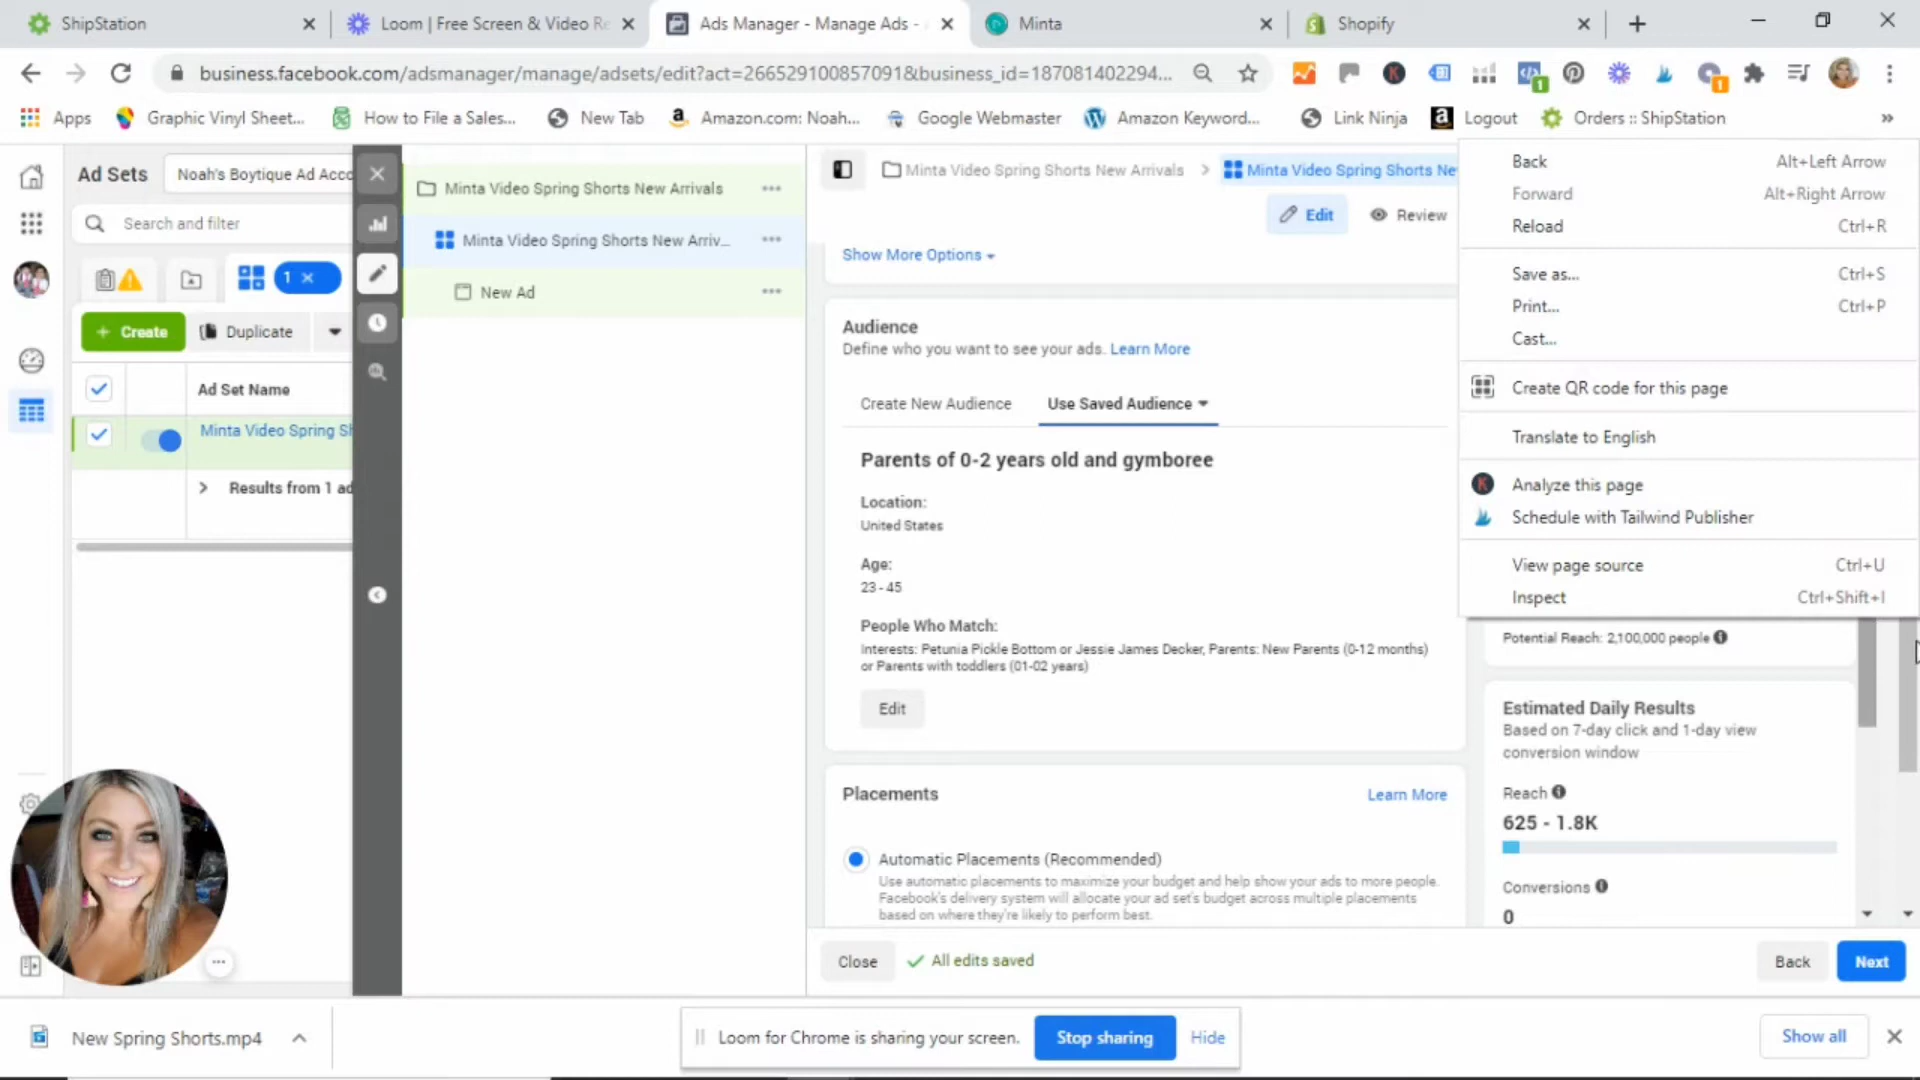 ShipStation
Loom | Free Screen & Video Re
Ads Manager - Manage Ads -
Minta
Shopify
business.facebook.com/adsmanager/manage/adsets/edit?act=266529100857091&business_id=187081402294...
Apps
Graphic Vinyl Sheet...
How to File a Sales...
New Tab
Amazon.com: Noah...
Google Webmaster
Amazon Keyword...
Link Ninja
Logout
Orders :: ShipStation
»
Ad Sets
Noah's Boytique Ad Acco
Search and filter
1 ×
+ Create
Duplicate
Ad Set Name
Minta Video Spring Sh
Results from 1 ad
Minta Video Spring Shorts New Arrivals
Minta Video Spring Shorts New Arriv...
New Ad
Minta Video Spring Shorts New Arrivals
Minta Video Spring Shorts Ne
Edit
Review
Show More Options
Audience
Define who you want to see your ads. Learn More
Create New Audience
Use Saved Audience
Parents of 0-2 years old and gymboree
Location:
United States
Age:
23 - 45
People Who Match:
Interests: Petunia Pickle Bottom or Jessie James Decker, Parents: New Parents (0-12 months)
or Parents with toddlers (01-02 years)
Edit
Placements
Learn More
Automatic Placements (Recommended)
Use automatic placements to maximize your budget and help show your ads to more people.
Facebook's delivery system will allocate your ad set's budget across multiple placements
based on where they're likely to perform best.
Close
All edits saved
Back
Next
Back Alt+Left Arrow
Forward Alt+Right Arrow
Reload Ctrl+R
Save as... Ctrl+S
Print... Ctrl+P
Cast...
Create QR code for this page
Translate to English
Analyze this page
Schedule with Tailwind Publisher
View page source Ctrl+U
Inspect Ctrl+Shift+I
Potential Reach: 2,100,000 people
Estimated Daily Results
Based on 7-day click and 1-day view
conversion window
Reach
625 - 1.8K
Conversions
0
New Spring Shorts.mp4
Loom for Chrome is sharing your screen.
Stop sharing
Hide
Show all